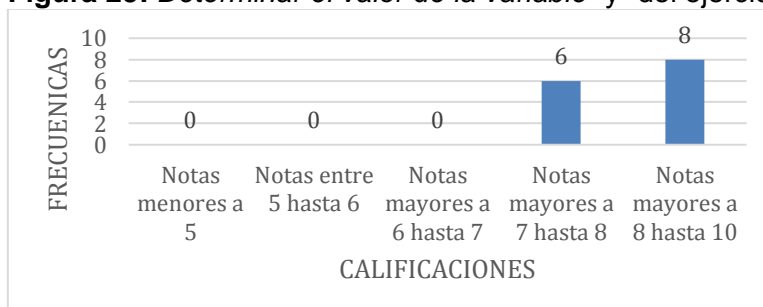 Figura 23. Determinar el valor de la variable "y" del ejercici
10
8
6
4
2
0
FRECUENICAS
0
0
0
6
8
Notas menores a 5
Notas entre 5 hasta 6
Notas mayores a 6 hasta 7
Notas mayores a 7 hasta 8
Notas mayores a 8 hasta 10
CALIFICACIONES